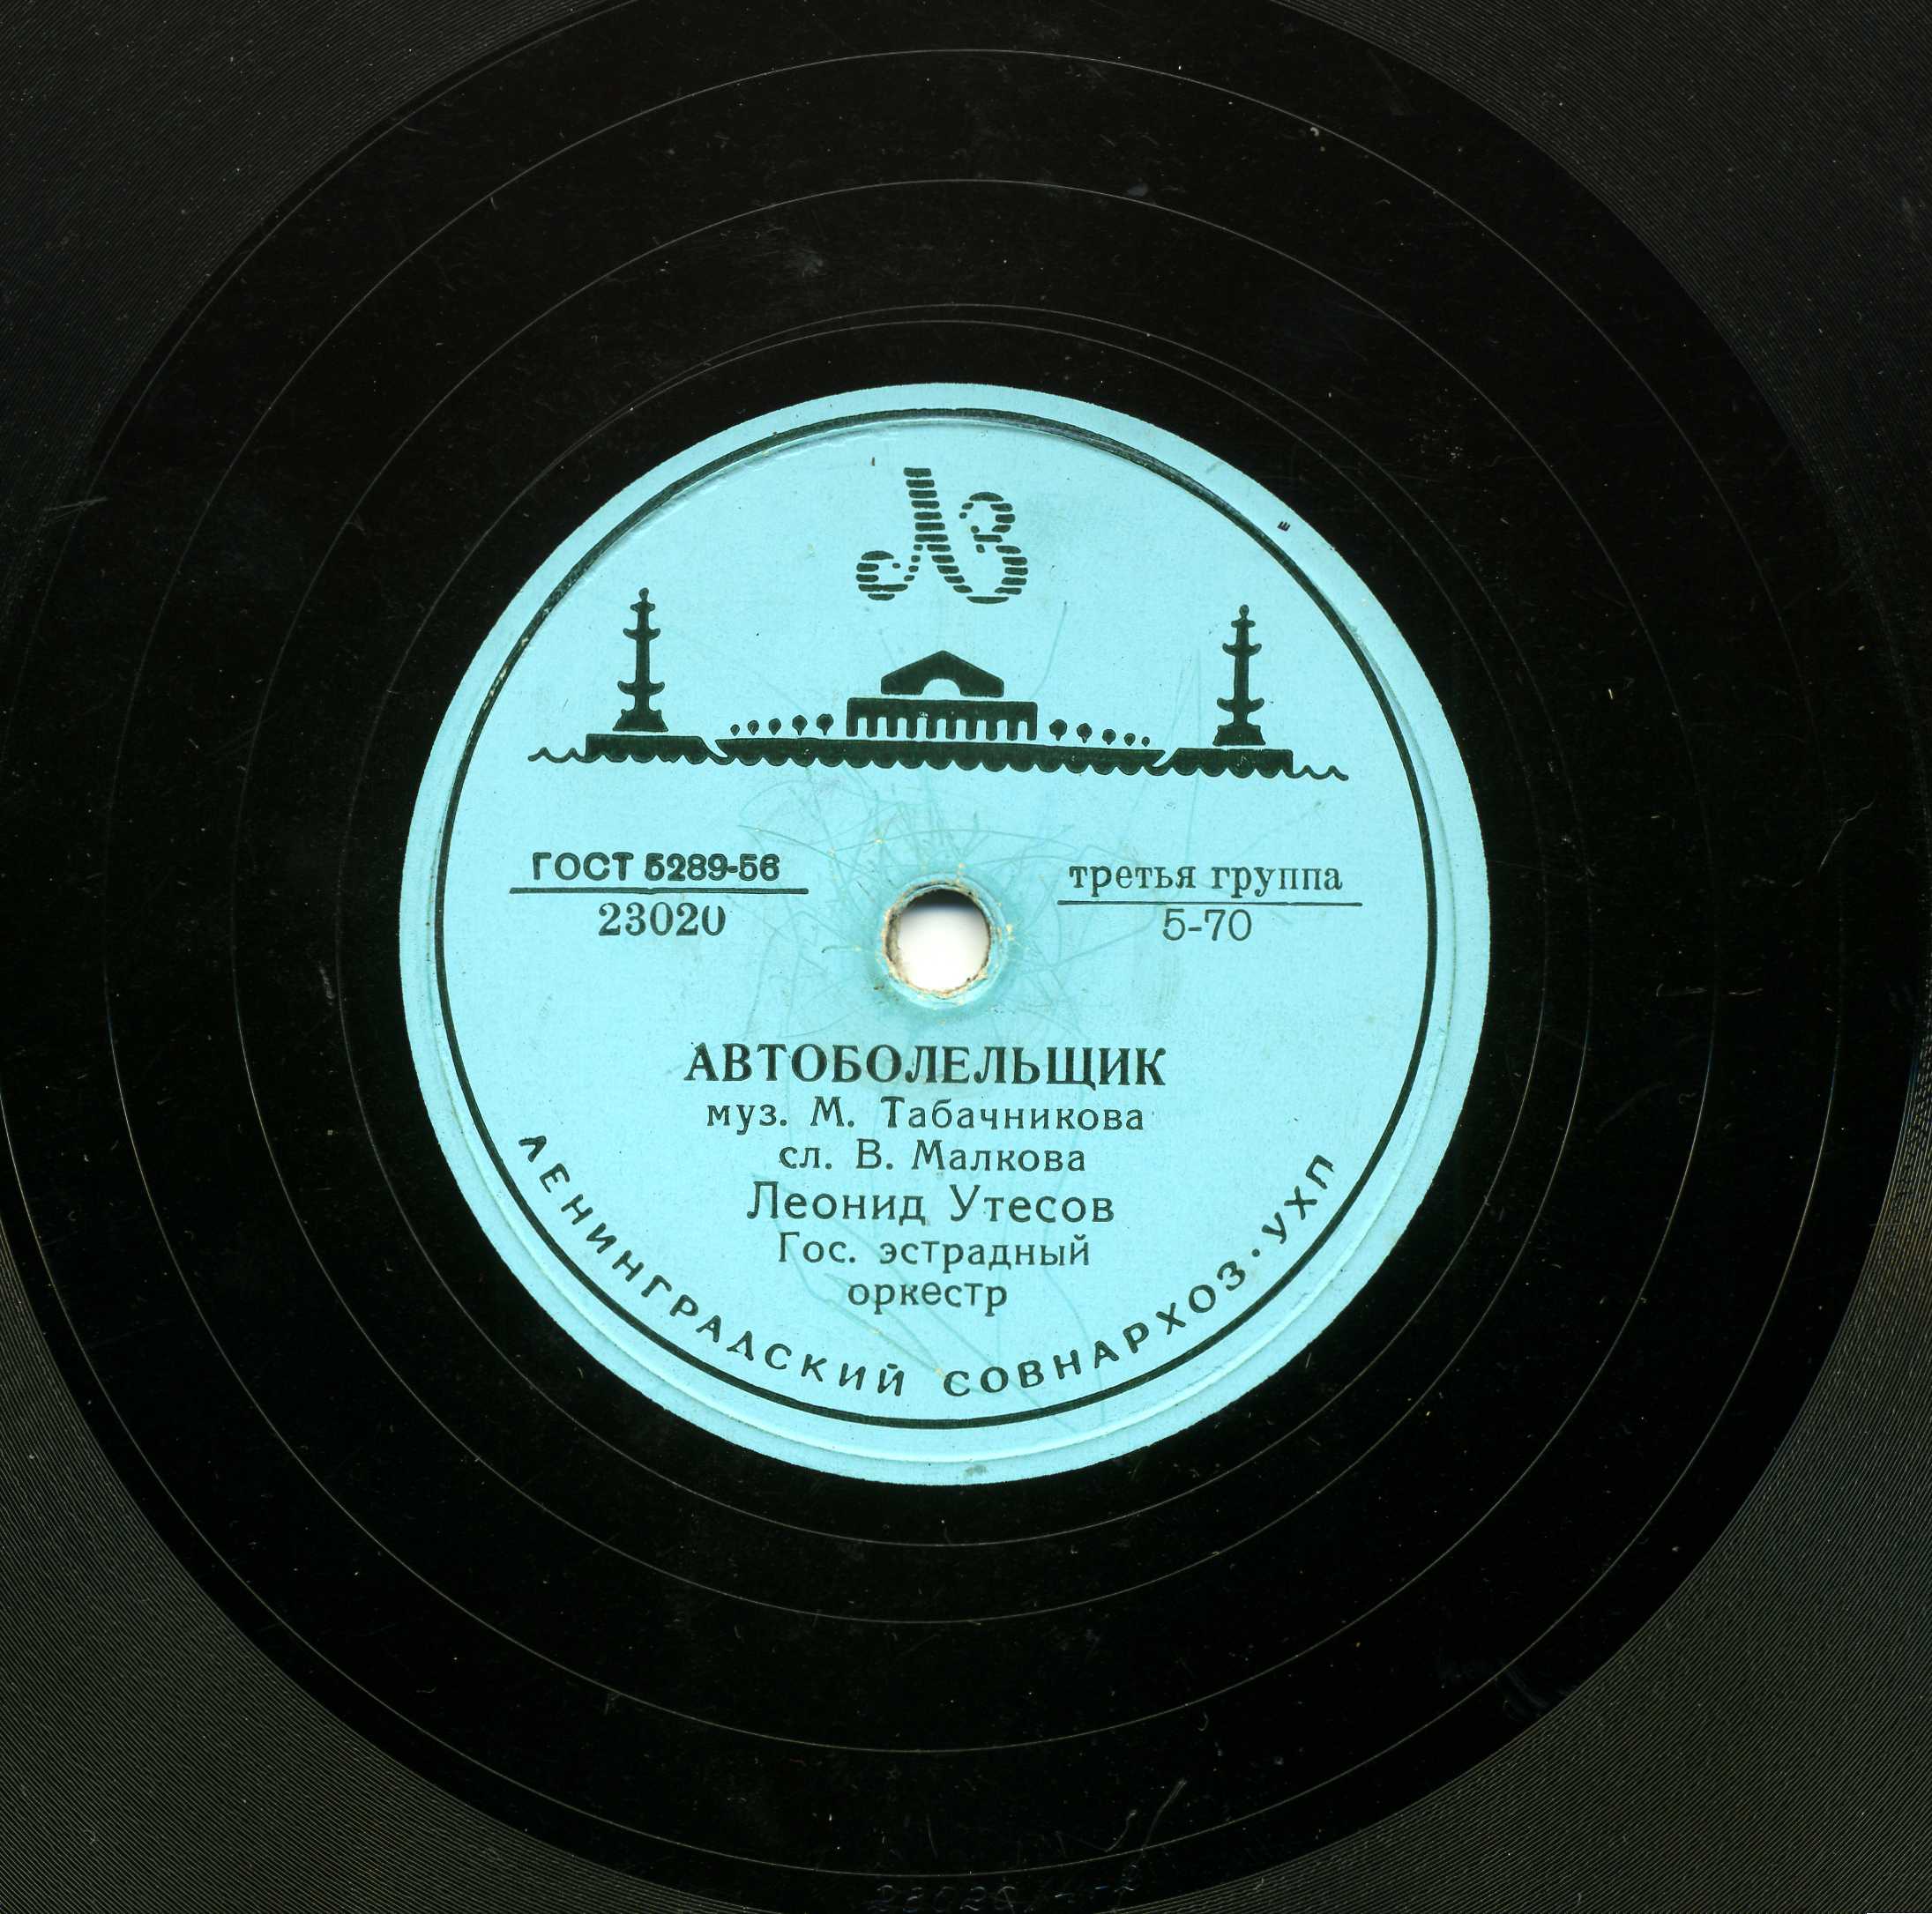 ЛЗ
ГОСТ 5289-56
23020
третья группа
5-70
АВТОБОЛЕЛЬЩИК
муз. М. Табачникова
сл. В. Малкова
Леонид Утесов
Гос. эстрадный
оркестр
ЛЕНИНГРАДСКИЙ СОВНАРХОЗ·УХП